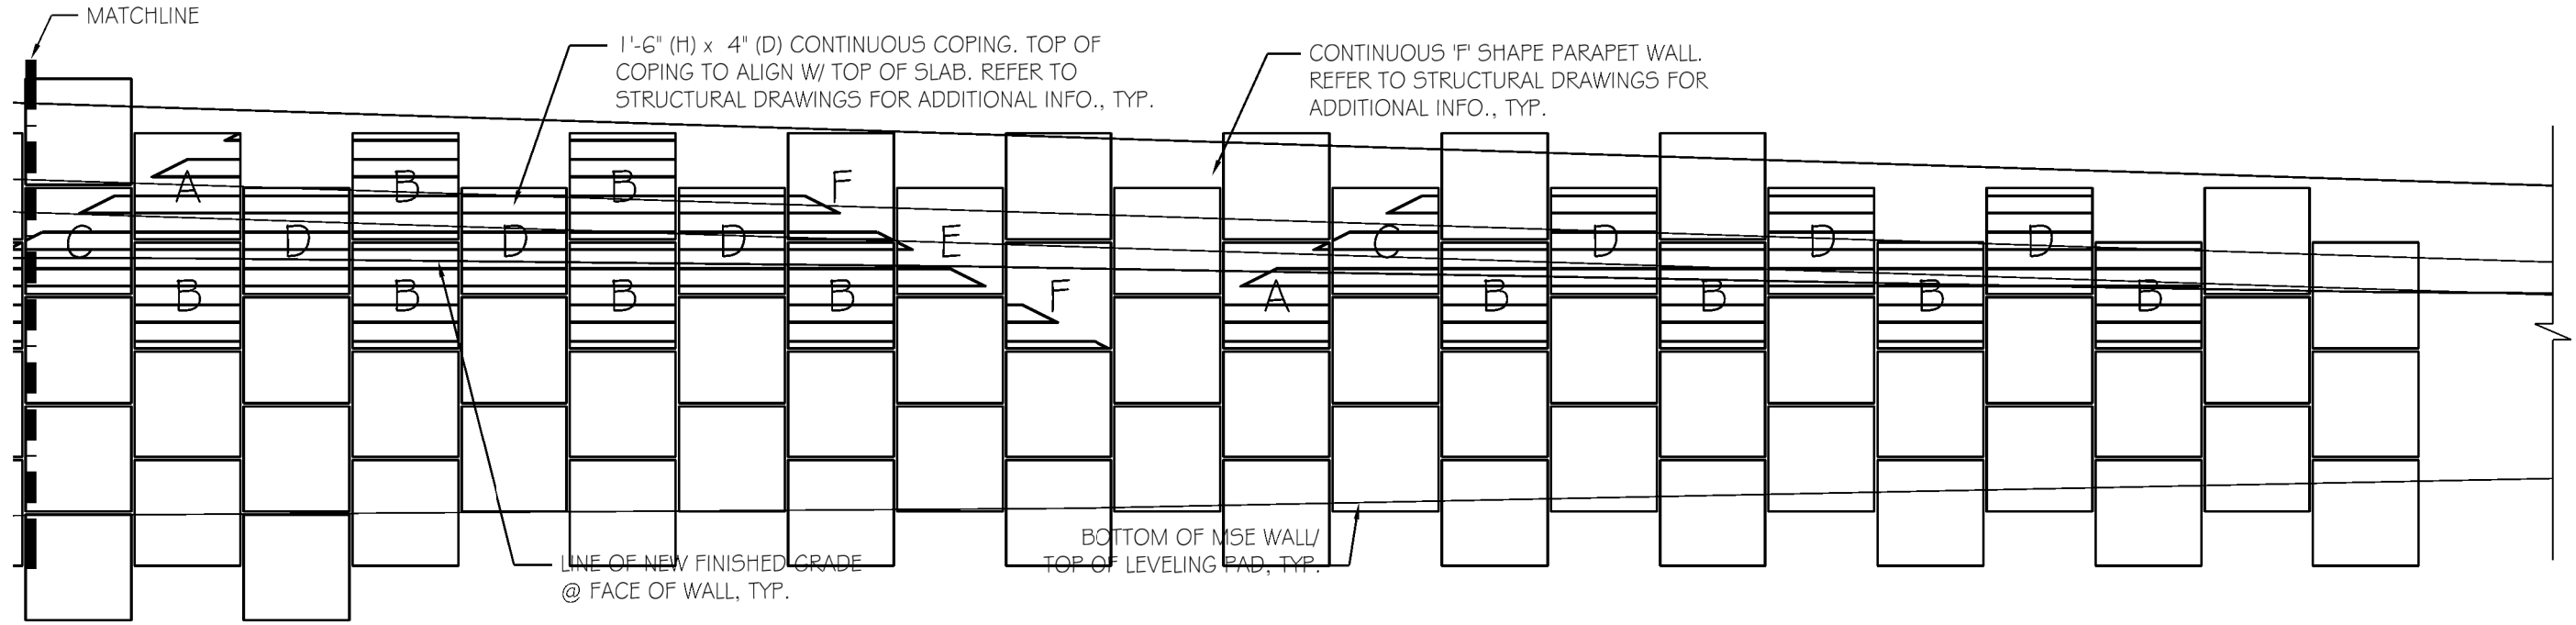 MATCHLINE
1'-6" (H) x 4" (D) CONTINUOUS COPING. TOP OF
COPING TO ALIGN W/ TOP OF SLAB. REFER TO
STRUCTURAL DRAWINGS FOR ADDITIONAL INFO., TYP.
CONTINUOUS 'F' SHAPE PARAPET WALL.
REFER TO STRUCTURAL DRAWINGS FOR
ADDITIONAL INFO., TYP.
A B B F
C D D D E C D D D
B B B B F A B B B B
LINE OF NEW FINISHED GRADE
@ FACE OF WALL, TYP.
BOTTOM OF MSE WALL/
TOP OF LEVELING PAD, TYP.